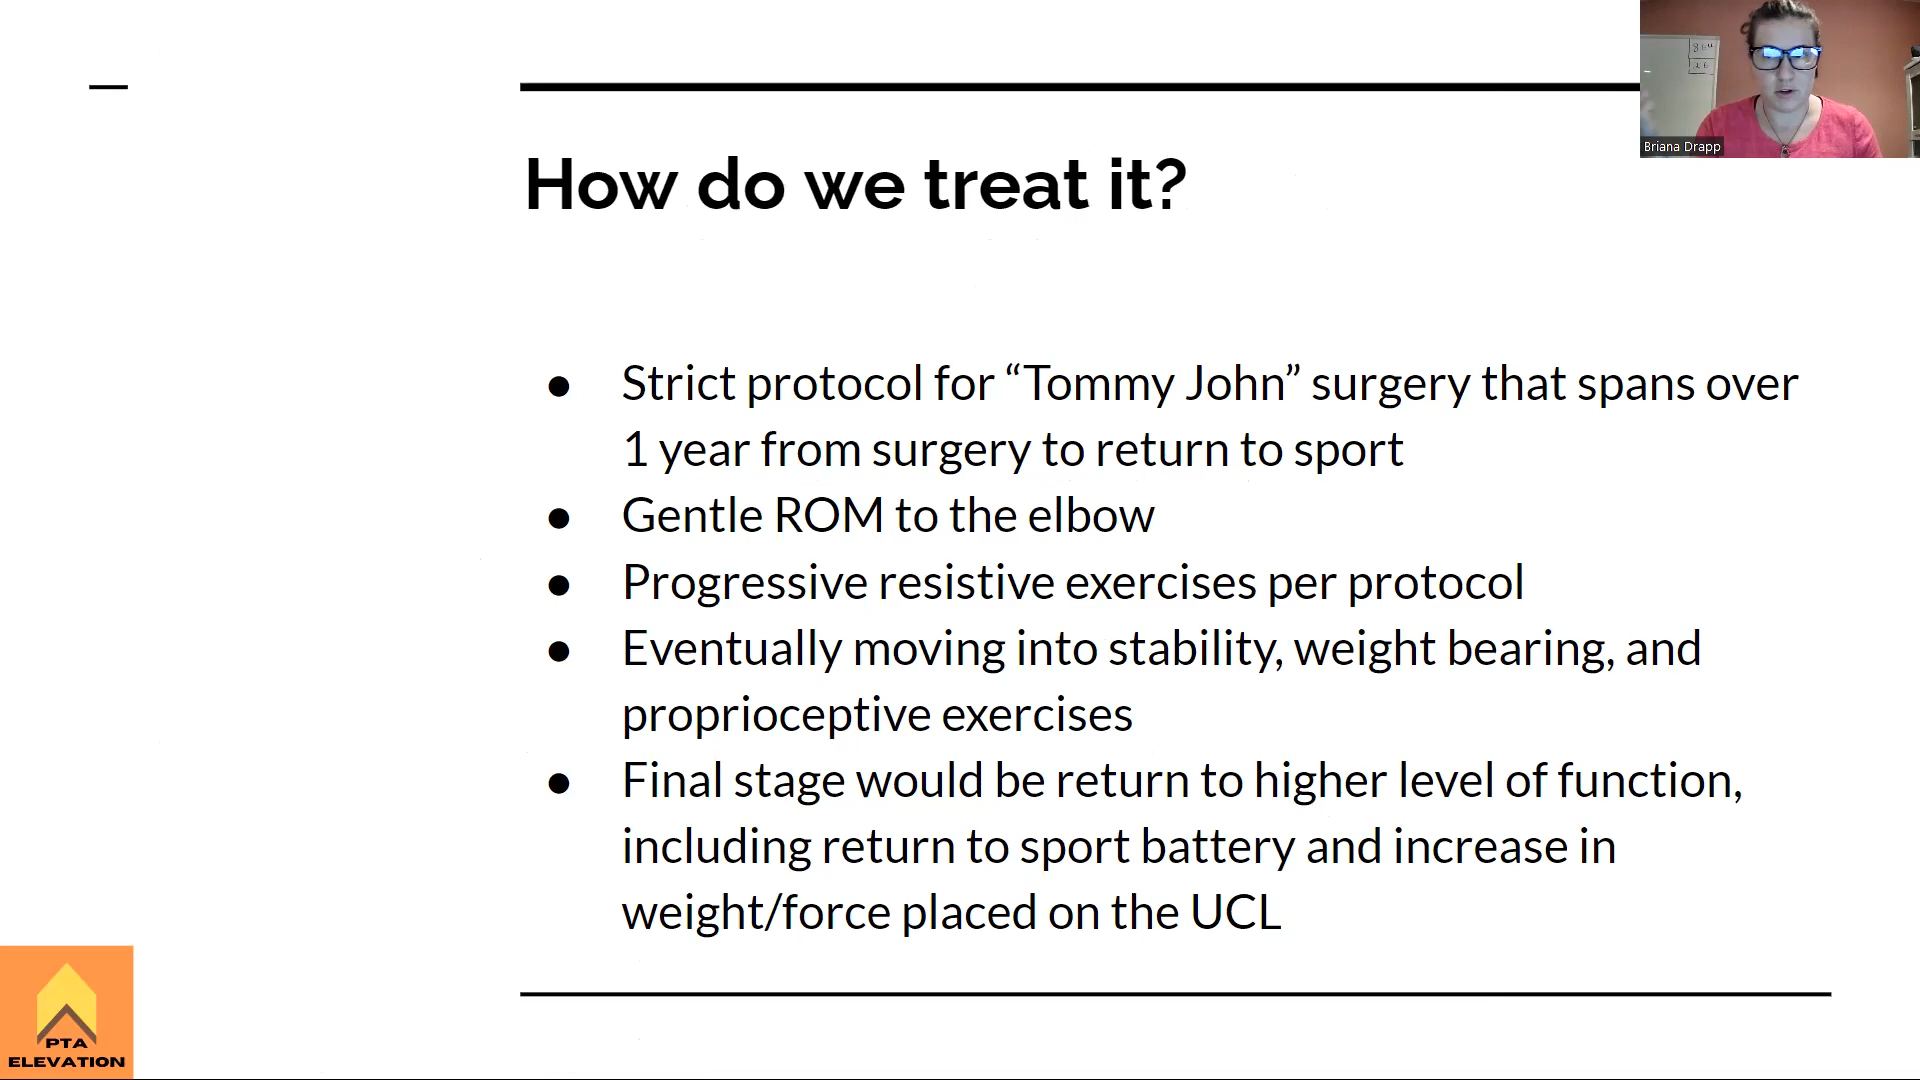 Briana Drapp
How do we treat it?
● Strict protocol for “Tommy John” surgery that spans over
1 year from surgery to return to sport
● Gentle ROM to the elbow
● Progressive resistive exercises per protocol
● Eventually moving into stability, weight bearing, and
proprioceptive exercises
● Final stage would be return to higher level of function,
including return to sport battery and increase in
weight/force placed on the UCL
PTA
ELEVATION